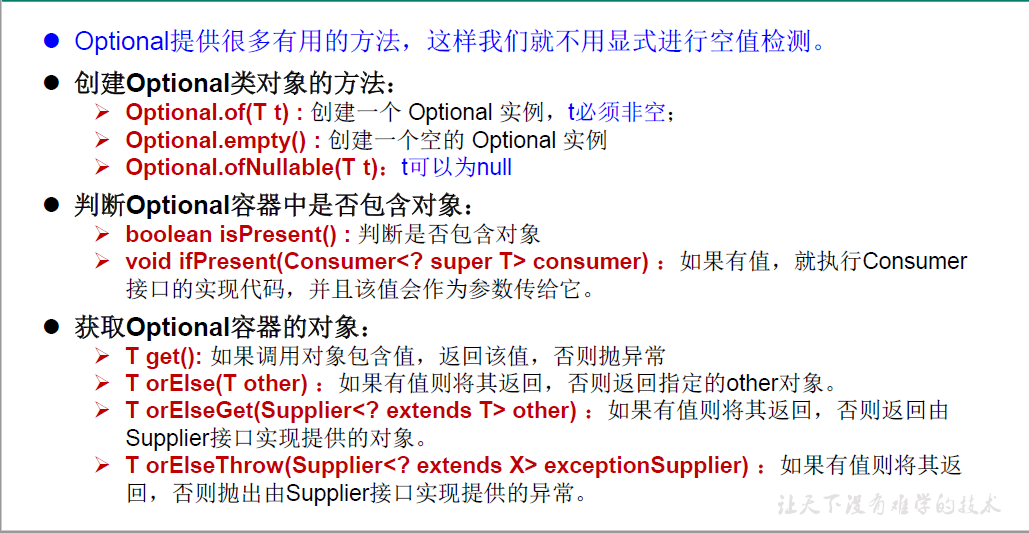 Optional提供很多有用的方法，这样我们就不用显式进行空值检测。
创建Optional类对象的方法：
Optional.of(T t) : 创建一个 Optional 实例，t必须非空；
Optional.empty() : 创建一个空的 Optional 实例
Optional.ofNullable(T t)：t可以为null
判断Optional容器中是否包含对象：
boolean isPresent() : 判断是否包含对象
void ifPresent(Consumer<? super T> consumer) ：如果有值，就执行Consumer
接口的实现代码，并且该值会作为参数传给它。
获取Optional容器的对象：
T get(): 如果调用对象包含值，返回该值，否则抛异常
T orElse(T other) ：如果有值则将其返回，否则返回指定的other对象。
T orElseGet(Supplier<? extends T> other) ：如果有值则将其返回，否则返回由
Supplier接口实现提供的对象。
T orElseThrow(Supplier<? extends X> exceptionSupplier) ：如果有值则将其返
回，否则抛出由Supplier接口实现提供的异常。
让天下没有难学的技术